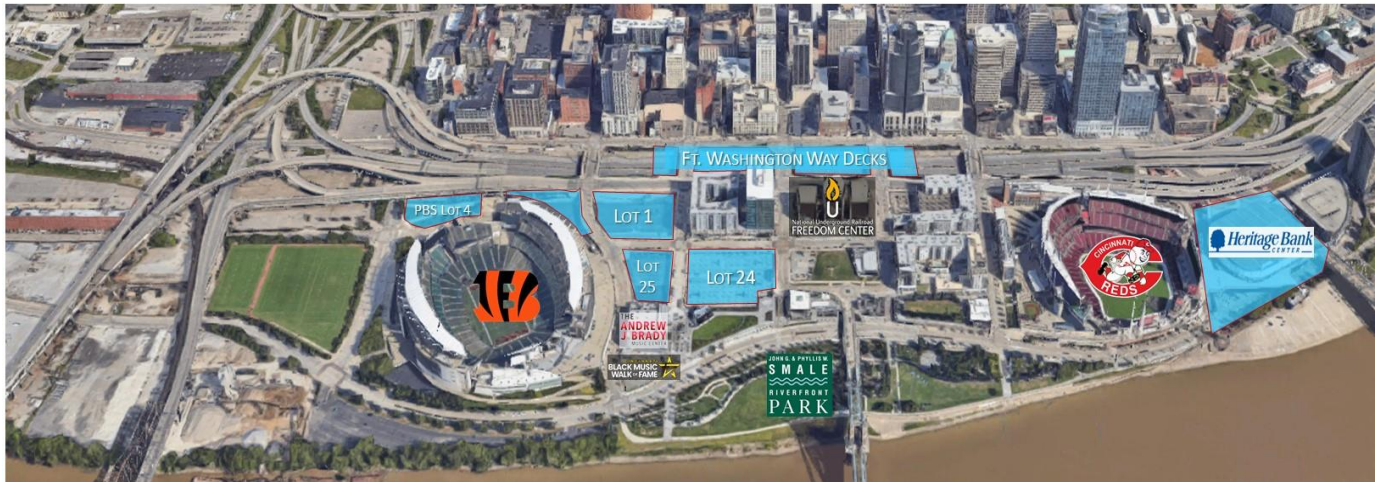 FT. WASHINGTON WAY DECKS
PBS LOT 4
LOT 1
U
National Underground Railroad
FREEDOM CENTER
Heritage Bank
CENTER
LOT
25
LOT 24
B
CINCINNATI
REDS
THE
ANDREW
J BRADY
MUSIC CENTER
BLACK MUSIC
WALK OF FAME
JOHN G. & PHYLLIS W.
SMALE
RIVERFRONT
PARK